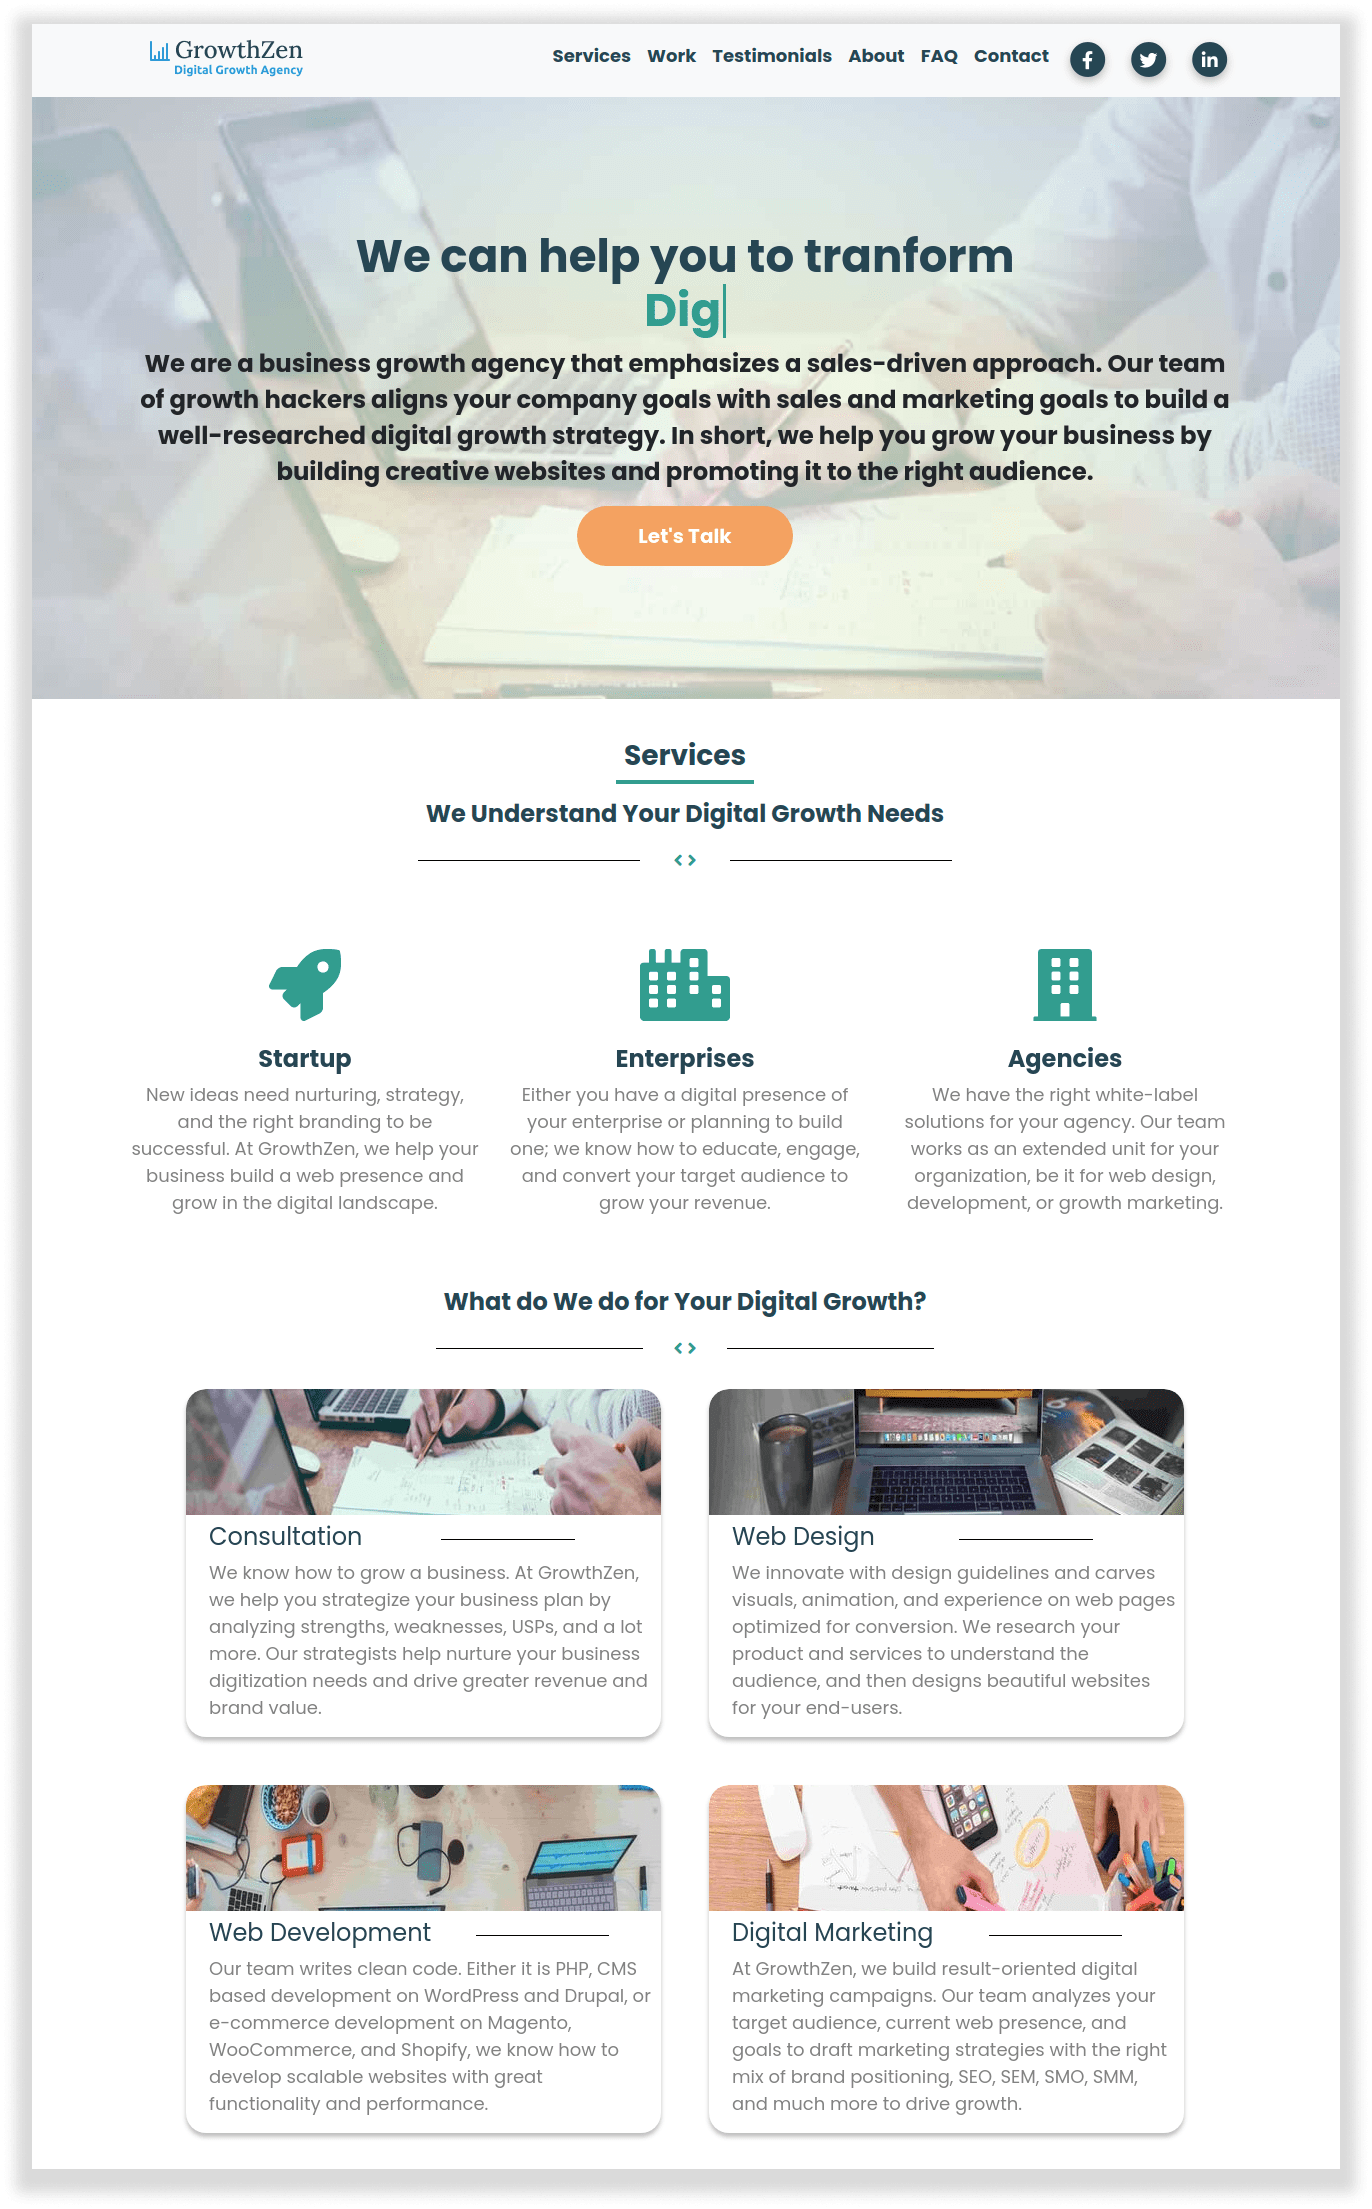 GrowthZen
Digital Growth Agency
Services Work Testimonials About FAQ Contact
We can help you to tranform
Dig
We are a business growth agency that emphasizes a sales-driven approach. Our team
of growth hackers aligns your company goals with sales and marketing goals to build a
well-researched digital growth strategy. In short, we help you grow your business by
building creative websites and promoting it to the right audience.
Let's Talk
Services
We Understand Your Digital Growth Needs
Startup
New ideas need nurturing, strategy,
and the right branding to be
successful. At GrowthZen, we help your
business build a web presence and
grow in the digital landscape.
Enterprises
Either you have a digital presence of
your enterprise or planning to build
one; we know how to educate, engage,
and convert your target audience to
grow your revenue.
Agencies
We have the right white-label
solutions for your agency. Our team
works as an extended unit for your
organization, be it for web design,
development, or growth marketing.
What do We do for Your Digital Growth?
Consultation
We know how to grow a business. At GrowthZen,
we help you strategize your business plan by
analyzing strengths, weaknesses, USPs, and a lot
more. Our strategists help nurture your business
digitization needs and drive greater revenue and
brand value.
Web Design
We innovate with design guidelines and carves
visuals, animation, and experience on web pages
optimized for conversion. We research your
product and services to understand the
audience, and then designs beautiful websites
for your end-users.
Web Development
Our team writes clean code. Either it is PHP, CMS
based development on WordPress and Drupal, or
e-commerce development on Magento,
WooCommerce, and Shopify, we know how to
develop scalable websites with great
functionality and performance.
Digital Marketing
At GrowthZen, we build result-oriented digital
marketing campaigns. Our team analyzes your
target audience, current web presence, and
goals to draft marketing strategies with the right
mix of brand positioning, SEO, SEM, SMO, SMM,
and much more to drive growth.